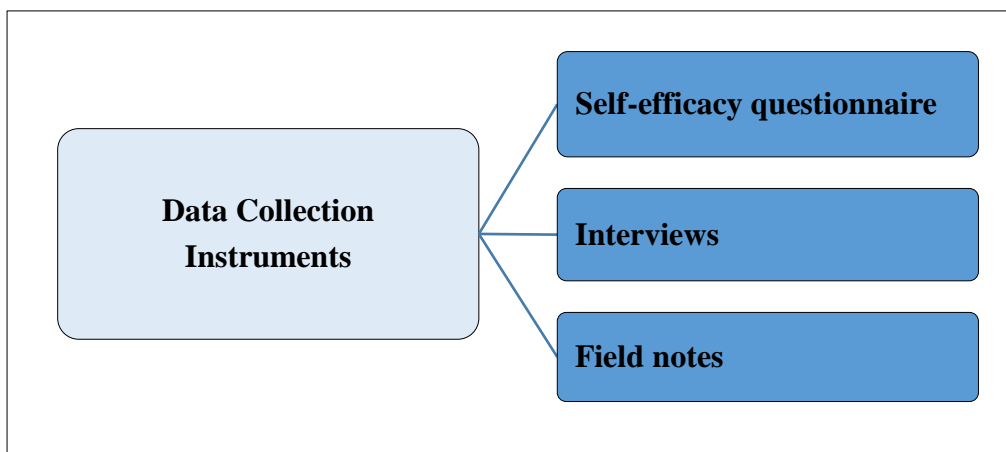 Data Collection
Instruments
Self-efficacy questionnaire
Interviews
Field notes